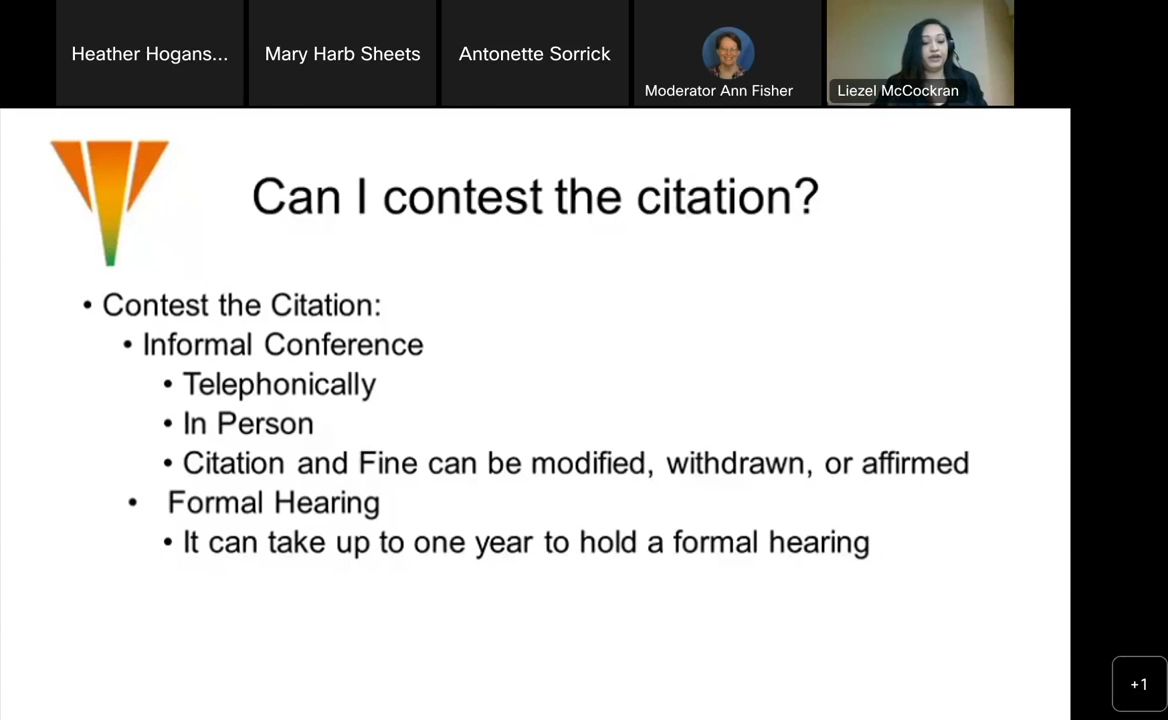 Heather Hogans...
Mary Harb Sheets
Antonette Sorrick
Moderator Ann Fisher
Liezel McCockran
Can I contest the citation?
• Contest the Citation:
• Informal Conference
• Telephonically
• In Person
• Citation and Fine can be modified, withdrawn, or affirmed
• Formal Hearing
• It can take up to one year to hold a formal hearing
+1